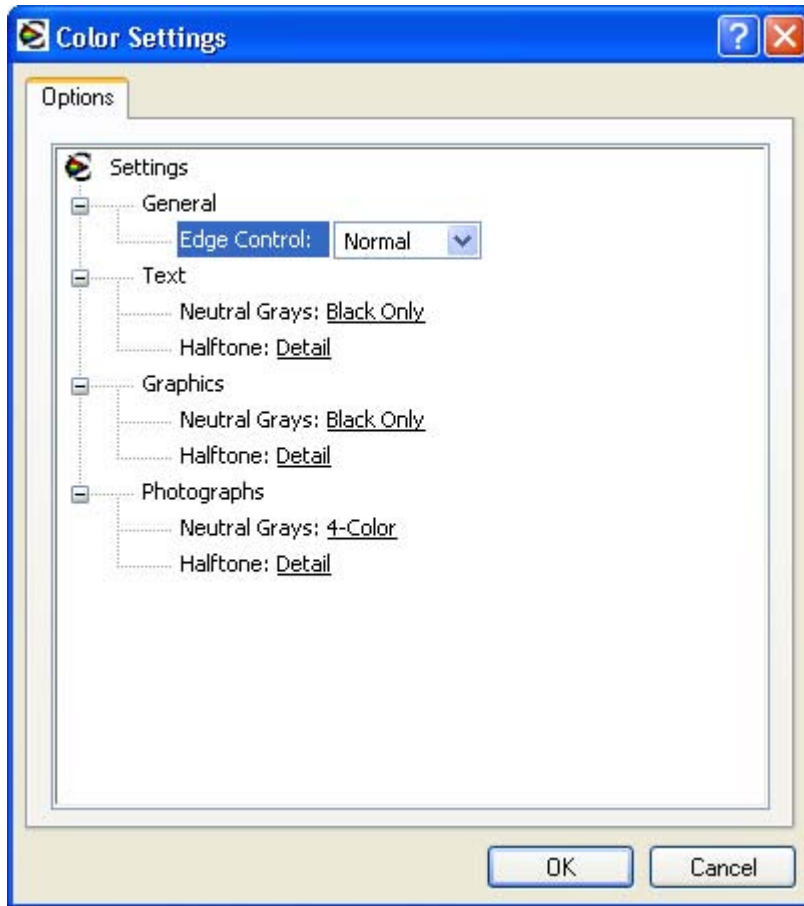 Color Settings
Options
Settings
General
Edge Control: Normal
Text
Neutral Grays: Black Only
Halftone: Detail
Graphics
Neutral Grays: Black Only
Halftone: Detail
Photographs
Neutral Grays: 4-Color
Halftone: Detail
OK Cancel